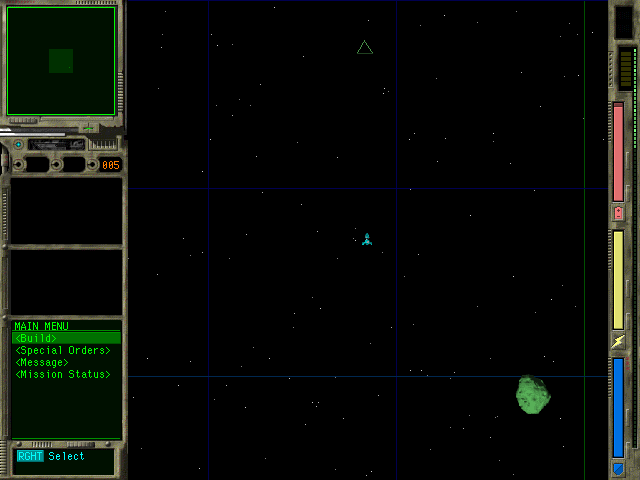 005
MAIN MENU
<Build>
<Special Orders>
<Message>
<Mission Status>
RGHT Select